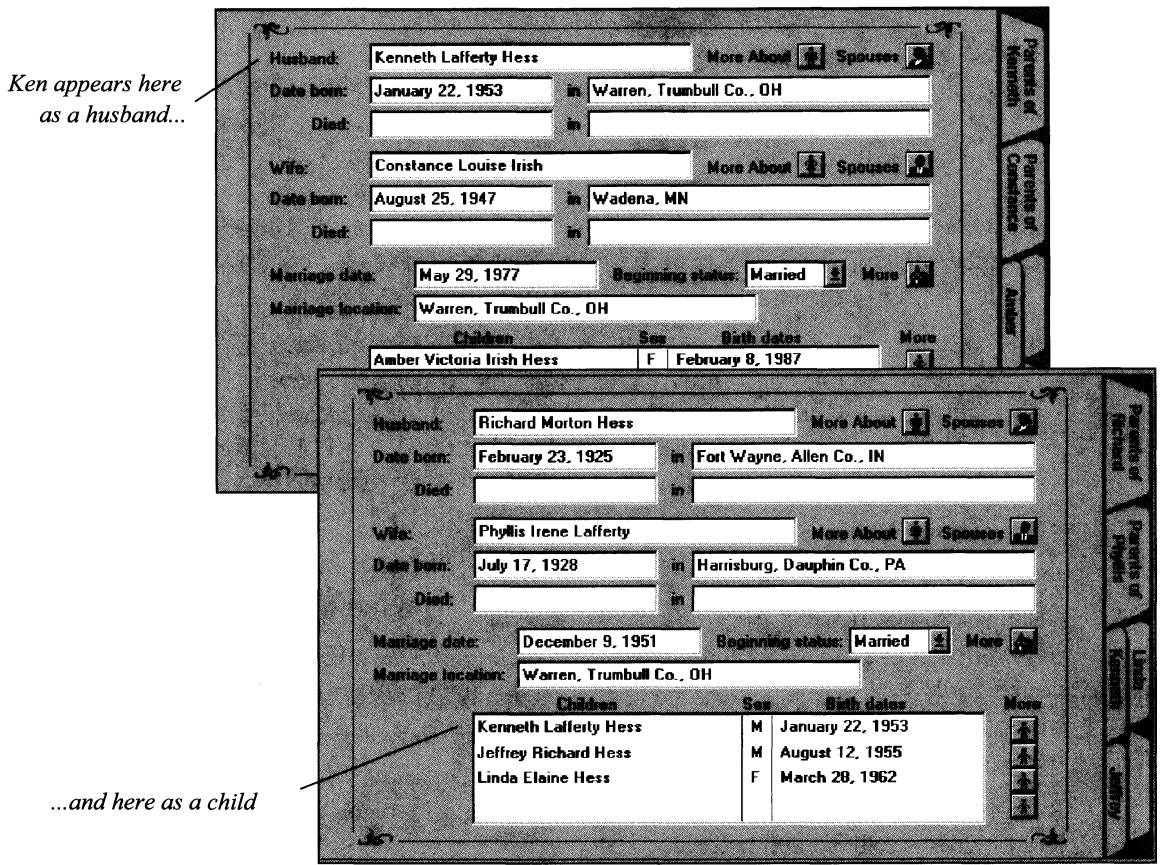 Ken appears here
as a husband...
Husband: Kenneth Lafferty Hess More About Spouses
Date born: January 22, 1953 in Warren, Trumbull Co., OH
Died: in
Wife: Constance Louise Irish More About Spouses
Date born: August 25, 1947 in Wadena, MN
Died: in
Marriage date: May 29, 1977 Beginning status: Married More
Marriage location: Warren, Trumbull Co., OH
Children Sex Birth dates More
Amber Victoria Irish Hess F February 8, 1987
Parents of
Kenneth
Parents of
Constance
Amber
Husband: Richard Morton Hess More About Spouses
Date born: February 23, 1925 in Fort Wayne, Allen Co., IN
Died: in
Wife: Phyllis Irene Lafferty More About Spouses
Date born: July 17, 1928 in Harrisburg, Dauphin Co., PA
Died: in
Marriage date: December 9, 1951 Beginning status: Married More
Marriage location: Warren, Trumbull Co., OH
Children Sex Birth dates More
Kenneth Lafferty Hess M January 22, 1953
Jeffrey Richard Hess M August 12, 1955
Linda Elaine Hess F March 28, 1962
Parents of
Richard
Parents of
Phyllis
Linda
Kenneth
Jeffrey
...and here as a child